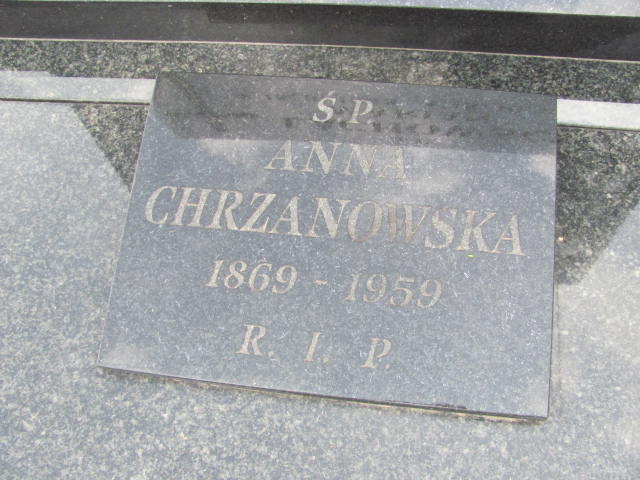 Ś.P.
ANNA
CHRZANOWSKA
1869 - 1959
R. I. P.